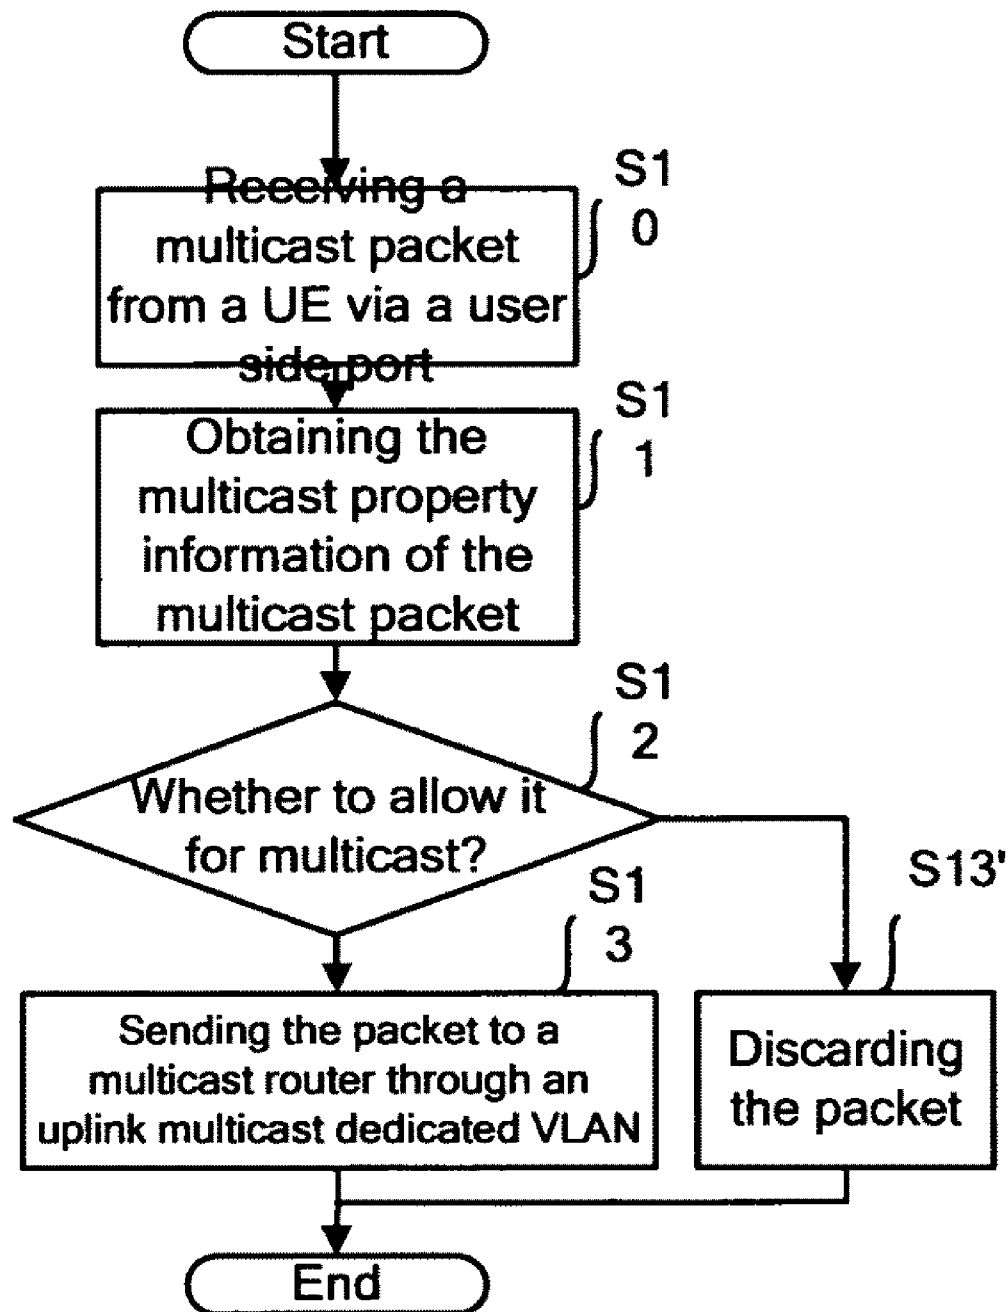 Start
Receiving a
multicast packet
from a UE via a user
side port
S1
0
Obtaining the
multicast property
information of the
multicast packet
S1
1
Whether to allow it
for multicast?
S1
2
Sending the packet to a
multicast router through an
uplink multicast dedicated VLAN
S1
3
Discarding
the packet
S13'
End